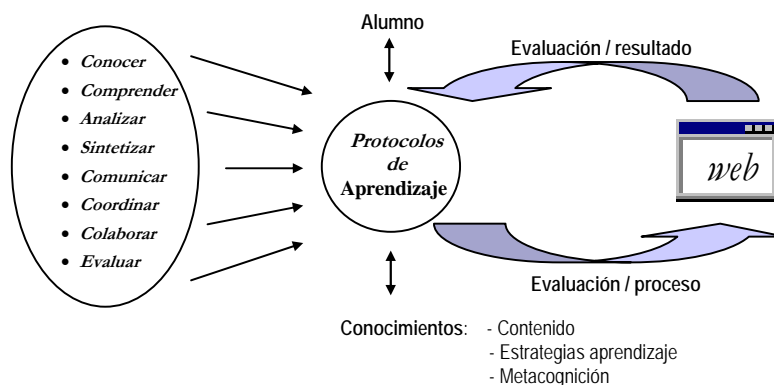 Alumno
Evaluación / resultado
• Conocer
• Comprender
• Analizar
• Sintetizar
• Comunicar
• Coordinar
• Colaborar
• Evaluar
Protocolos
de
Aprendizaje
web
Evaluación / proceso
Conocimientos: - Contenido
- Estrategias aprendizaje
- Metacognición